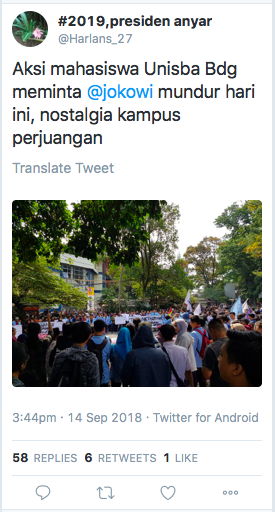 #2019,presiden anyar
@Harlans_27
Aksi mahasiswa Unisba Bdg
meminta @jokowi mundur hari
ini, nostalgia kampus
perjuangan
Translate Tweet
3:44pm · 14 Sep 2018 · Twitter for Android
58 REPLIES 6 RETWEETS 1 LIKE